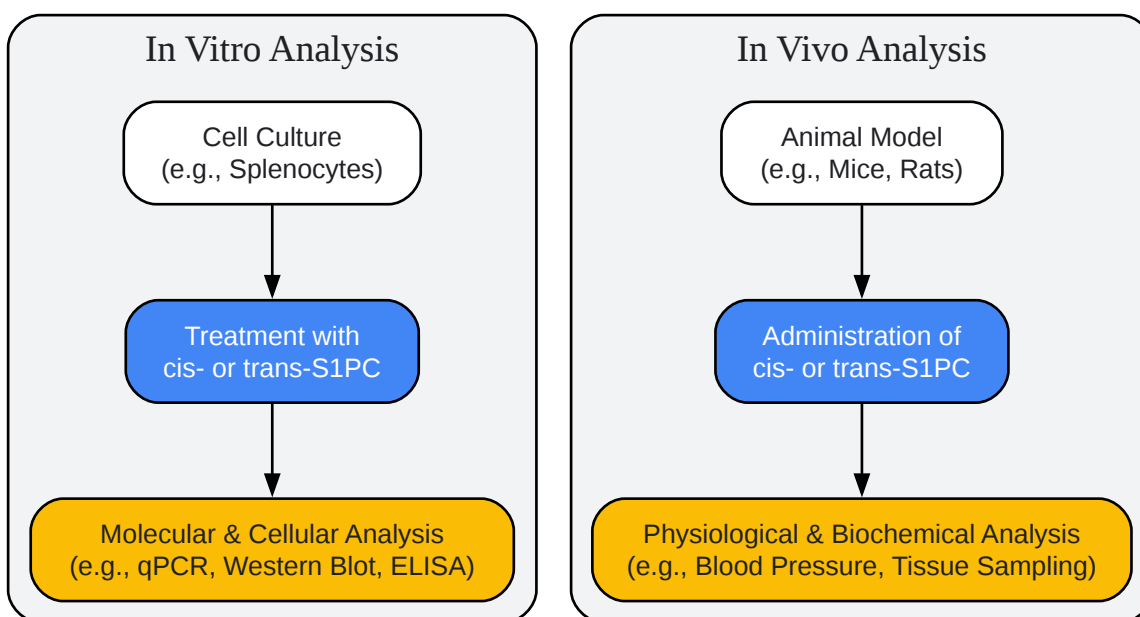 In Vitro Analysis
Cell Culture
(e.g., Splenocytes)
Treatment with
cis- or trans-S1PC
Molecular & Cellular Analysis
(e.g., qPCR, Western Blot, ELISA)
In Vivo Analysis
Animal Model
(e.g., Mice, Rats)
Administration of
cis- or trans-S1PC
Physiological & Biochemical Analysis
(e.g., Blood Pressure, Tissue Sampling)